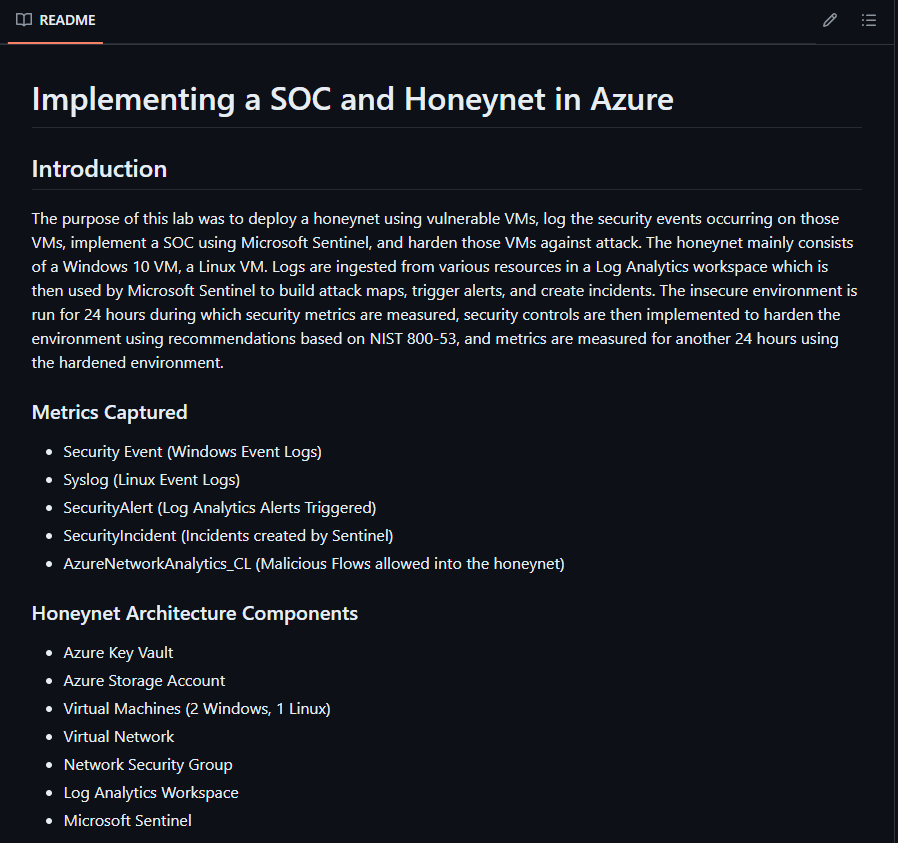 README
Implementing a SOC and Honeynet in Azure
Introduction
The purpose of this lab was to deploy a honeynet using vulnerable VMs, log the security events occurring on those
VMs, implement a SOC using Microsoft Sentinel, and harden those VMs against attack. The honeynet mainly consists
of a Windows 10 VM, a Linux VM. Logs are ingested from various resources in a Log Analytics workspace which is
then used by Microsoft Sentinel to build attack maps, trigger alerts, and create incidents. The insecure environment is
run for 24 hours during which security metrics are measured, security controls are then implemented to harden the
environment using recommendations based on NIST 800-53, and metrics are measured for another 24 hours using
the hardened environment.
Metrics Captured
• Security Event (Windows Event Logs)
• Syslog (Linux Event Logs)
• SecurityAlert (Log Analytics Alerts Triggered)
• SecurityIncident (Incidents created by Sentinel)
• AzureNetworkAnalytics_CL (Malicious Flows allowed into the honeynet)
Honeynet Architecture Components
• Azure Key Vault
• Azure Storage Account
• Virtual Machines (2 Windows, 1 Linux)
• Virtual Network
• Network Security Group
• Log Analytics Workspace
• Microsoft Sentinel